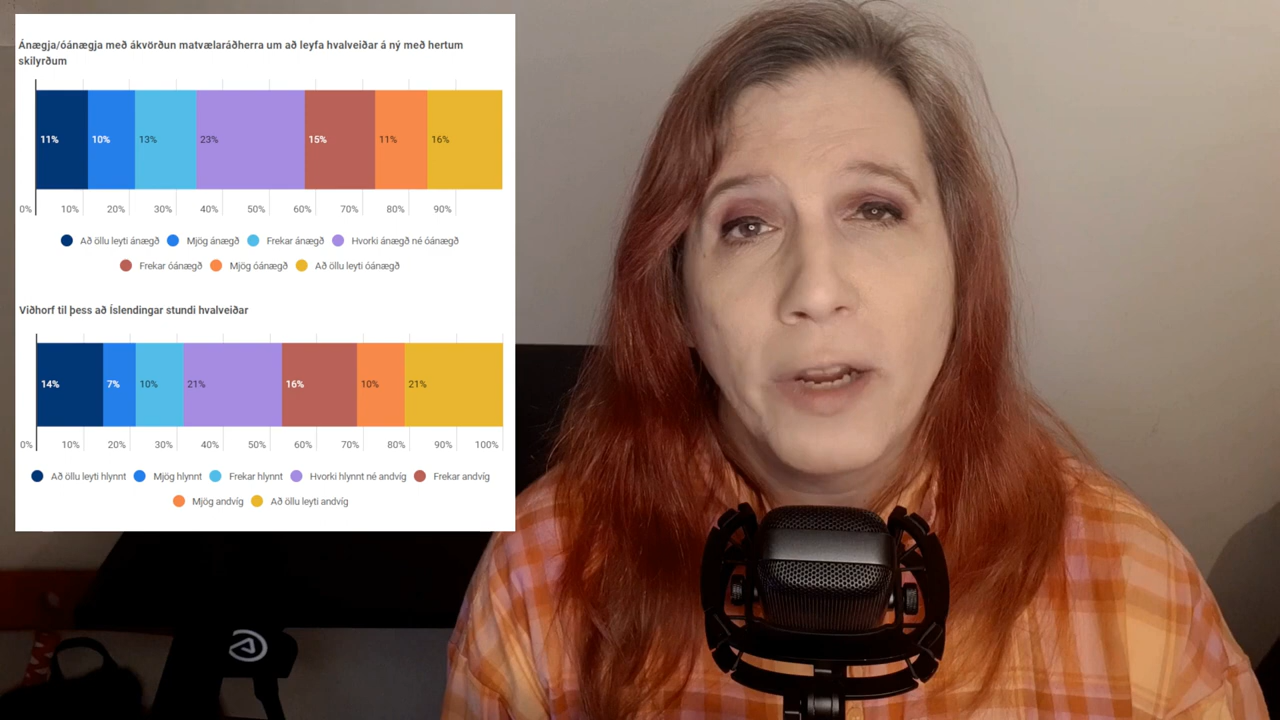 Ánægja/óánægja með ákvörðun matvælaráðherra um að leyfa hvalveiðar á ný með hertum
skilyrðum
11% 10% 13% 23% 15% 11% 16%
0% 10% 20% 30% 40% 50% 60% 70% 80% 90%
Að öllu leyti ánægð Mjög ánægð Frekar ánægð Hvorki ánægð né óánægð
Frekar óánægð Mjög óánægð Að öllu leyti óánægð
Viðhorf til þess að Íslendingar stundi hvalveiðar
14% 7% 10% 21% 16% 10% 21%
0% 10% 20% 30% 40% 50% 60% 70% 80% 90% 100%
Að öllu leyti hlynnt Mjög hlynnt Frekar hlynnt Hvorki hlynnt né andvíg Frekar andvíg
Mjög andvíg Að öllu leyti andvíg